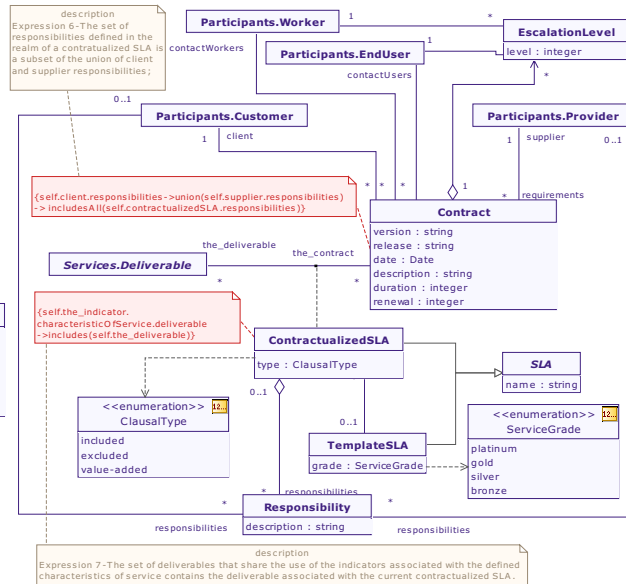 description
Expression 6-The set of
responsibilities defined in the
realm of a contratualized SLA is
a subset of the union of client
and supplier responsibilities;
Participants.Worker
1
*
EscalationLevel
level : integer
contactWorkers
Participants.EndUser
1
contactUsers
*
0..1
Participants.Customer
1
client
Participants.Provider
1
supplier
0..1
{self.client.responsibilities->union(self.supplier.responsibilities)
-> includesAll(self.contractualizedSLA.responsibilities)}
*
*
*
1
*
requirements
Contract
version : string
release : string
date : Date
description : string
duration : integer
renewal : integer
the_deliverable
the_contract
Services.Deliverable
*
*
{self.the_indicator.
characteristicOfService.deliverable
->includes(self.the_deliverable)}
ContractualizedSLA
type : ClausalType
SLA
name : string
0..1
0..1
<<enumeration>>
12...
ClausalType
included
excluded
value-added
<<enumeration>>
12...
ServiceGrade
platinum
gold
silver
bronze
TemplateSLA
grade : ServiceGrade
*
responsibilities
*
Responsibility
description : string
*
responsibilities
responsibilities
description
Expression 7-The set of deliverables that share the use of the indicators associated with the defined
characteristics of service contains the deliverable associated with the current contractualized SLA.